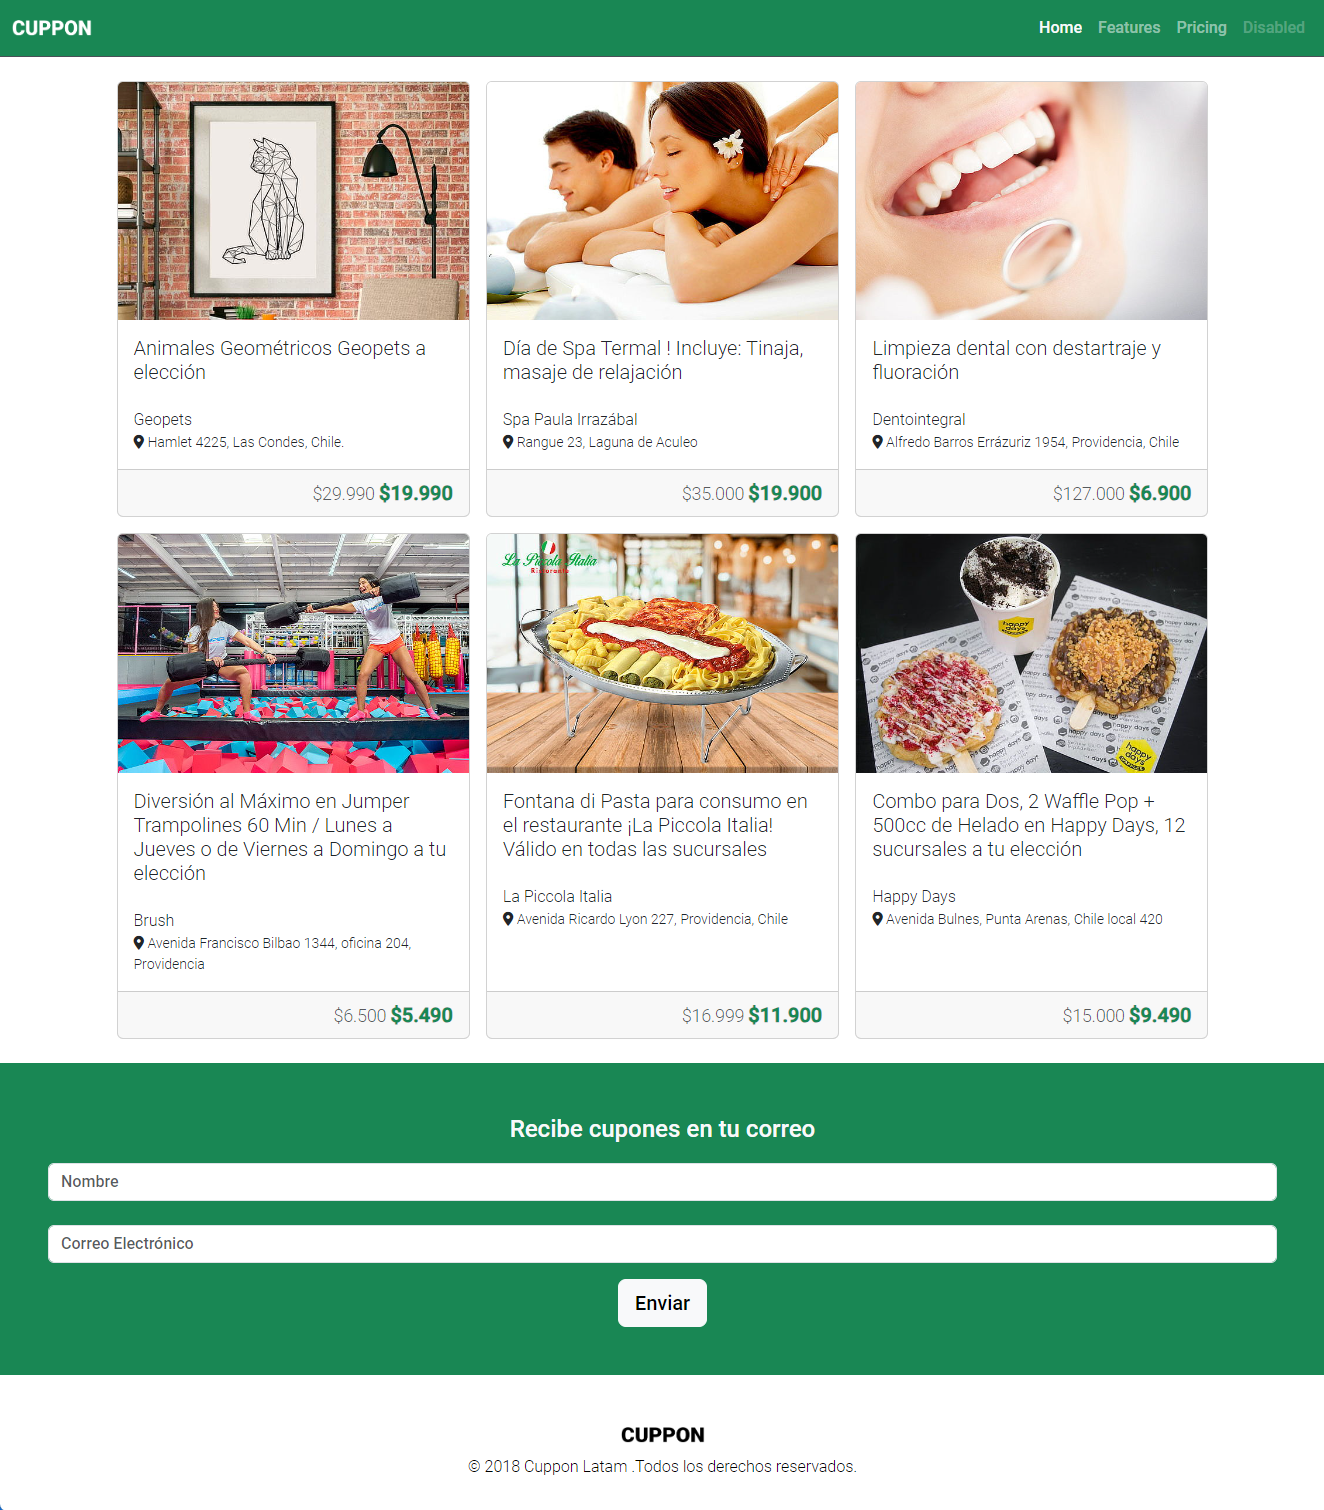 CUPPON
Home Features Pricing Disabled
Animales Geométricos Geopets a
elección
Geopets
Hamlet 4225, Las Condes, Chile.
$29.990 $19.990
Día de Spa Termal ! Incluye: Tinaja,
masaje de relajación
Spa Paula Irrazábal
Rangue 23, Laguna de Aculeo
$35.000 $19.900
Limpieza dental con destartraje y
fluoración
Dentointegral
Alfredo Barros Errázuriz 1954, Providencia, Chile
$127.000 $6.900
Diversión al Máximo en Jumper
Trampolines 60 Min / Lunes a
Jueves o de Viernes a Domingo a tu
elección
Brush
Avenida Francisco Bilbao 1344, oficina 204,
Providencia
$6.500 $5.490
La Piccola Italia
Ristorante
Fontana di Pasta para consumo en
el restaurante ¡La Piccola Italia!
Válido en todas las sucursales
La Piccola Italia
Avenida Ricardo Lyon 227, Providencia, Chile
$16.999 $11.900
happy
days
happy
days
Combo para Dos, 2 Waffle Pop +
500cc de Helado en Happy Days, 12
sucursales a tu elección
Happy Days
Avenida Bulnes, Punta Arenas, Chile local 420
$15.000 $9.490
Recibe cupones en tu correo
Nombre
Correo Electrónico
Enviar
CUPPON
© 2018 Cuppon Latam .Todos los derechos reservados.